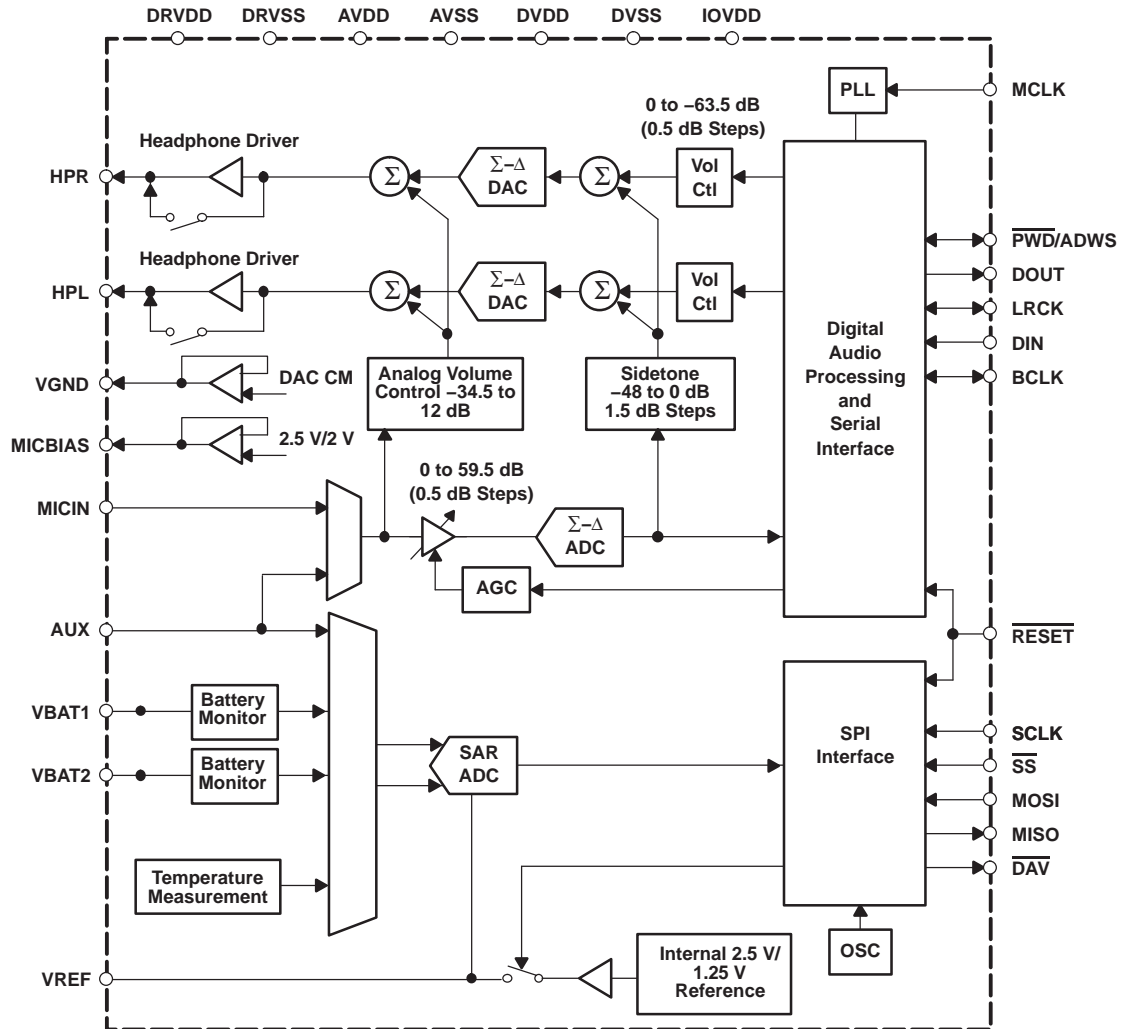 DRVDD DRVSS AVDD AVSS DVDD DVSS IOVDD
PLL
MCLK
0 to −63.5 dB
(0.5 dB Steps)
Headphone Driver
HPR
Σ
Σ−Δ
DAC
Σ
Vol
Ctl
PWD/ADWS
DOUT
LRCK
DIN
BCLK
Headphone Driver
HPL
Σ
Σ−Δ
DAC
Σ
Vol
Ctl
Digital
Audio
Processing
and
Serial
Interface
VGND
DAC CM
Analog Volume
Control −34.5 to
12 dB
Sidetone
−48 to 0 dB
1.5 dB Steps
MICBIAS
2.5 V/2 V
0 to 59.5 dB
(0.5 dB Steps)
MICIN
Σ−Δ
ADC
AGC
AUX
RESET
VBAT1
Battery
Monitor
VBAT2
Battery
Monitor
SAR
ADC
SPI
Interface
SCLK
SS
MOSI
MISO
DAV
Temperature
Measurement
OSC
VREF
Internal 2.5 V/
1.25 V
Reference